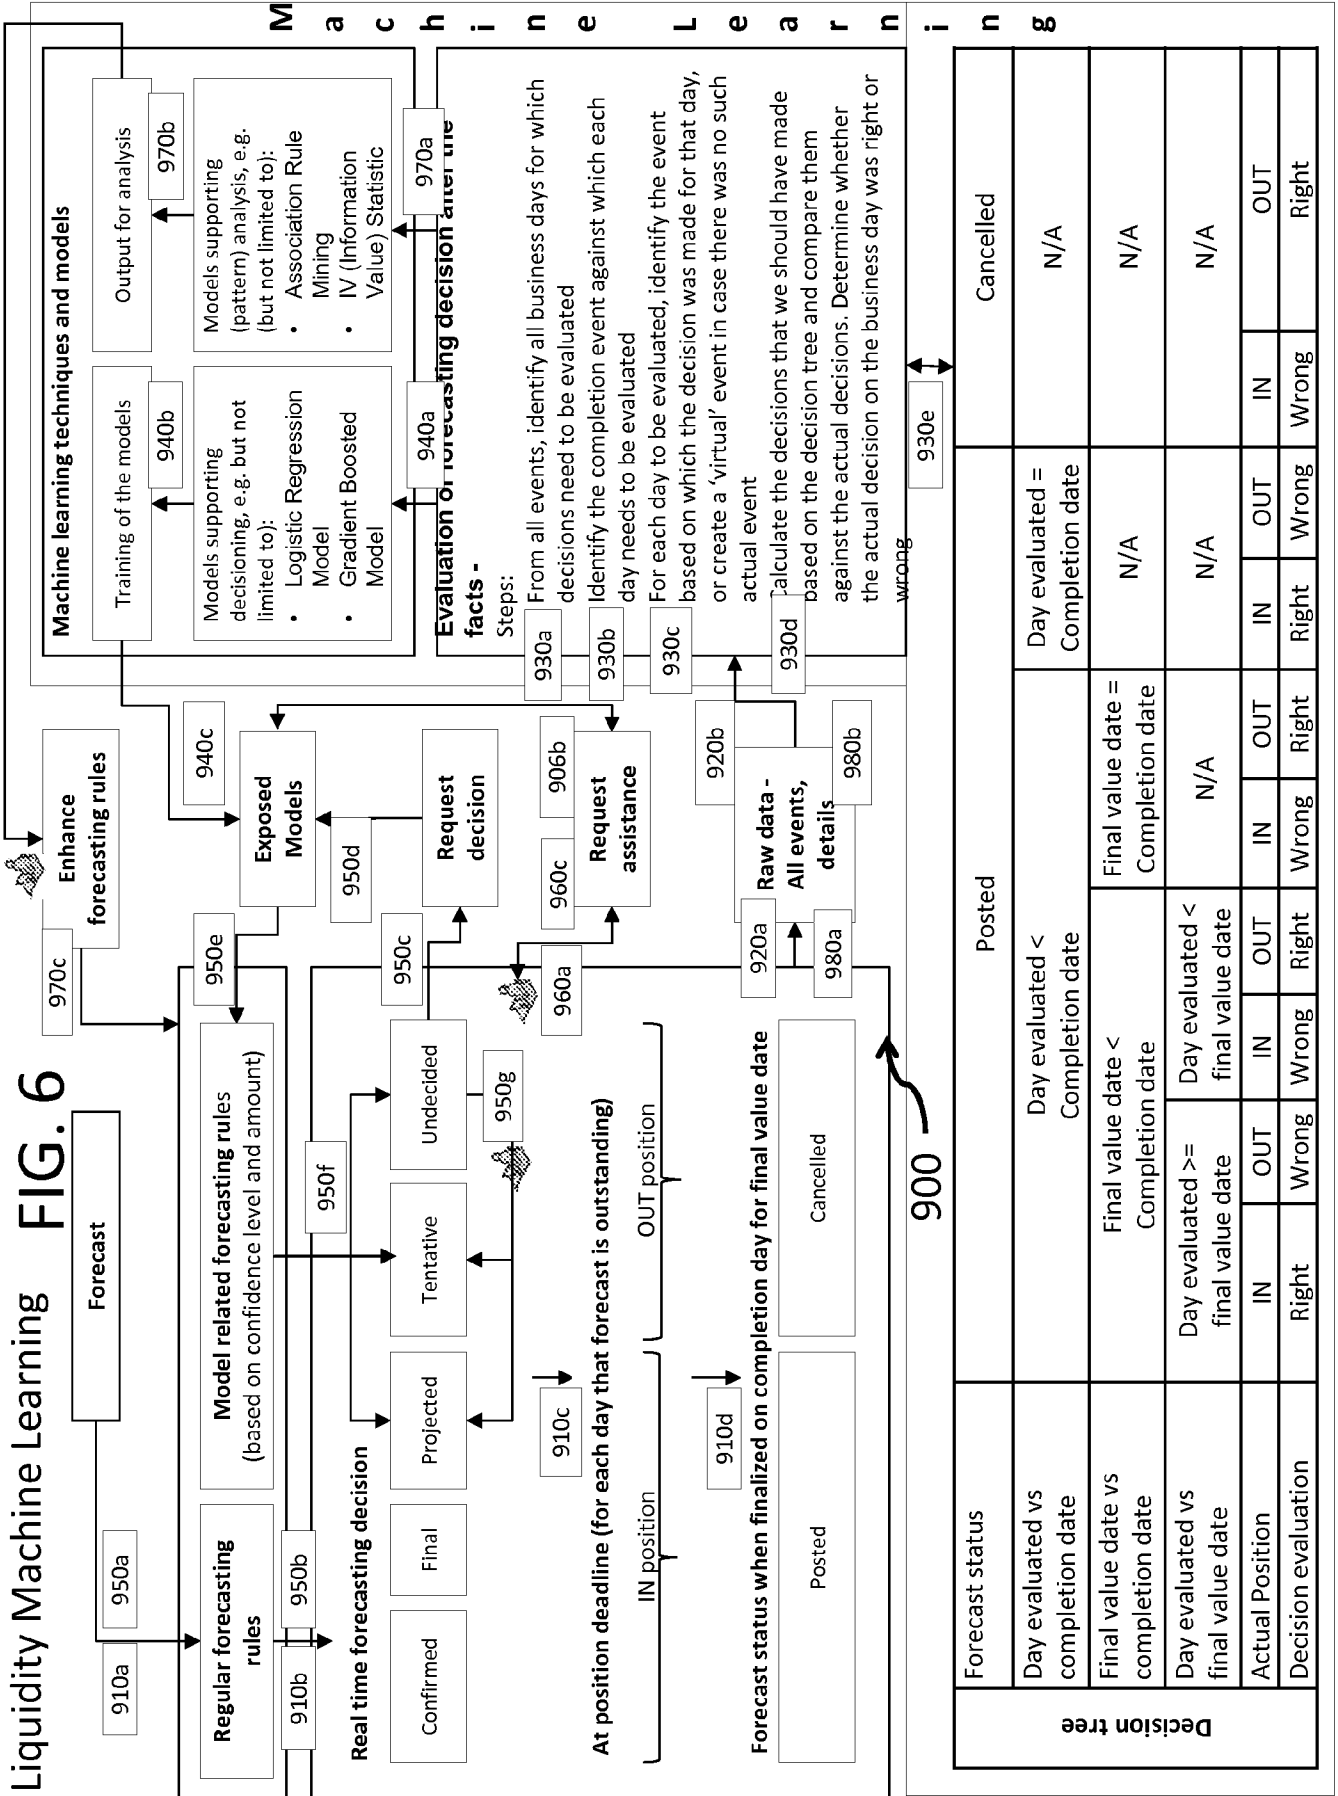 Liquidity Machine Learning
FIG. 6
Forecast
910a
950a
970c
Enhance
forecasting rules
Regular forecasting
rules
Model related forecasting rules
(based on confidence level and amount)
950e
910b
950b
950f
940c
Exposed
Models
950d
Real time forecasting decision
Confirmed
Final
Projected
Tentative
Undecided
950c
Request
decision
950g
910c
960a
960c
906b
Request
assistance
At position deadline (for each day that forecast is outstanding)
IN position
OUT position
910d
Forecast status when finalized on completion day for final value date
Posted
Cancelled
920a
980a
Raw data -
All events,
details
920b
980b
900
Machine Learning
Machine learning techniques and models
Training of the models
Output for analysis
940b
970b
Models supporting
decisioning, e.g. but not
limited to):
• Logistic Regression
Model
• Gradient Boosted
Model
Models supporting
(pattern) analysis, e.g.
(but not limited to):
• Association Rule
Mining
• IV (Information
Value) Statistic
940a
970a
Evaluation of forecasting decision after the
facts -
Steps:
930a
From all events, identify all business days for which
decisions need to be evaluated
930b
Identify the completion event against which each
day needs to be evaluated
930c
For each day to be evaluated, identify the event
based on which the decision was made for that day,
or create a ‘virtual’ event in case there was no such
actual event
930d
Calculate the decisions that we should have made
based on the decision tree and compare them
against the actual decisions. Determine whether
the actual decision on the business day was right or
wrong
930e
Decision tree
Forecast status
Posted
Cancelled
Day evaluated vs
completion date
Day evaluated <
Completion date
Day evaluated =
Completion date
N/A
Final value date vs
completion date
Final value date <
Completion date
Final value date =
Completion date
N/A
N/A
Day evaluated vs
final value date
Day evaluated >=
final value date
Day evaluated <
final value date
N/A
N/A
N/A
Actual Position
IN
OUT
IN
OUT
IN
OUT
IN
OUT
IN
OUT
Decision evaluation
Right
Wrong
Wrong
Right
Wrong
Right
Right
Wrong
Wrong
Right